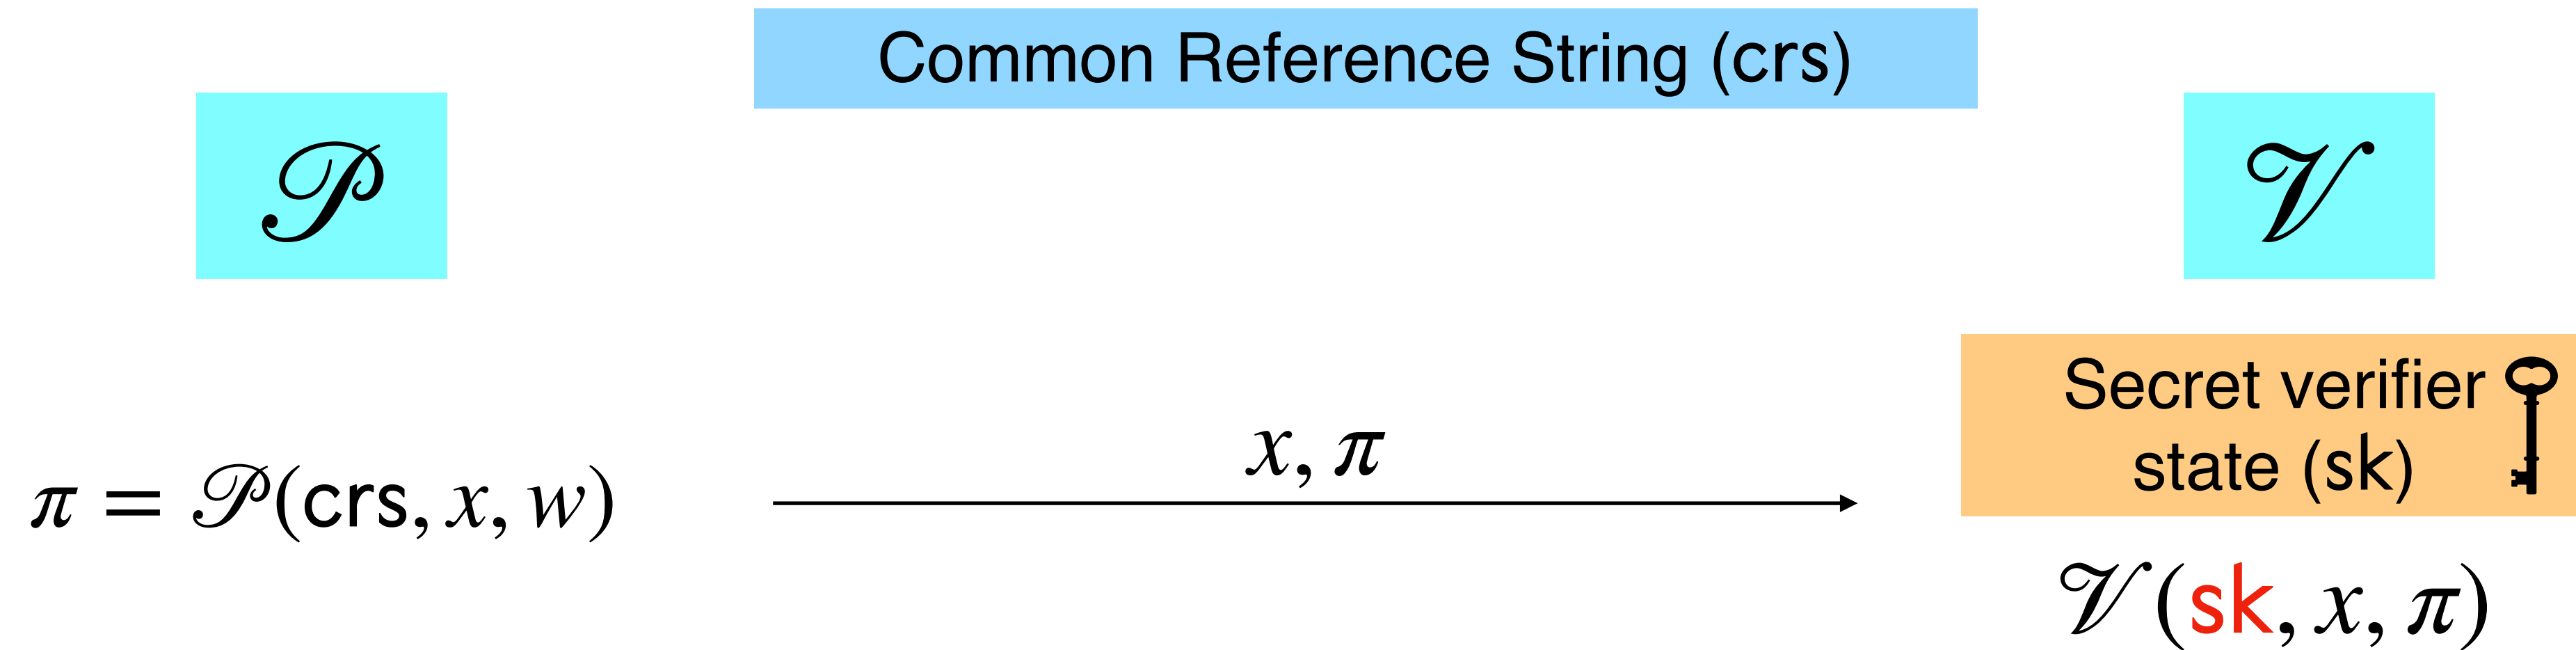 Common Reference String (crs)
𝒫
𝒱
Secret verifier
state (sk)
x, π
π = 𝒫(crs, x, w)
𝒱(sk, x, π)